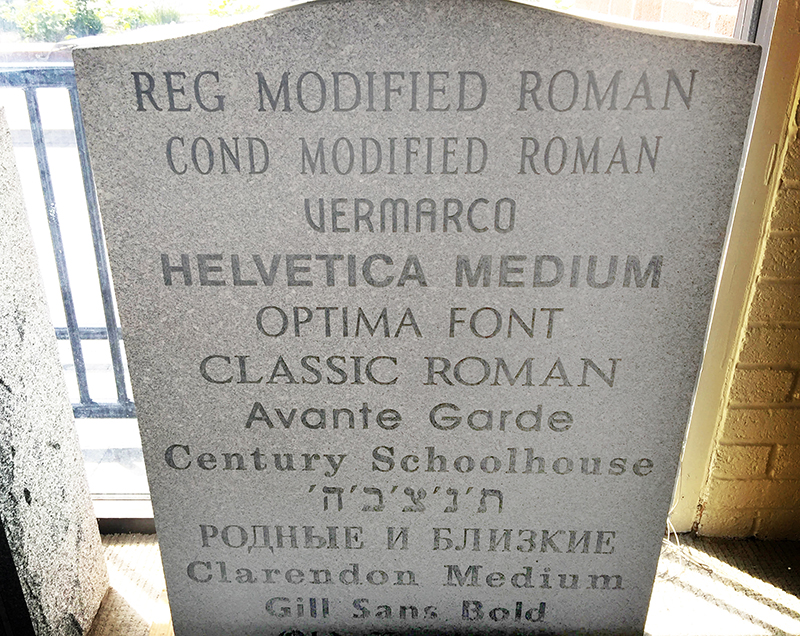 REG MODIFIED ROMAN
COND MODIFIED ROMAN
VERMARCO
HELVETICA MEDIUM
OPTIMA FONT
CLASSIC ROMAN
Avante Garde
Century Schoolhouse
ת׳נ׳צ׳ב׳ה׳
РОДНЫЕ И БЛИЗКИЕ
Clarendon Medium
Gill Sans Bold